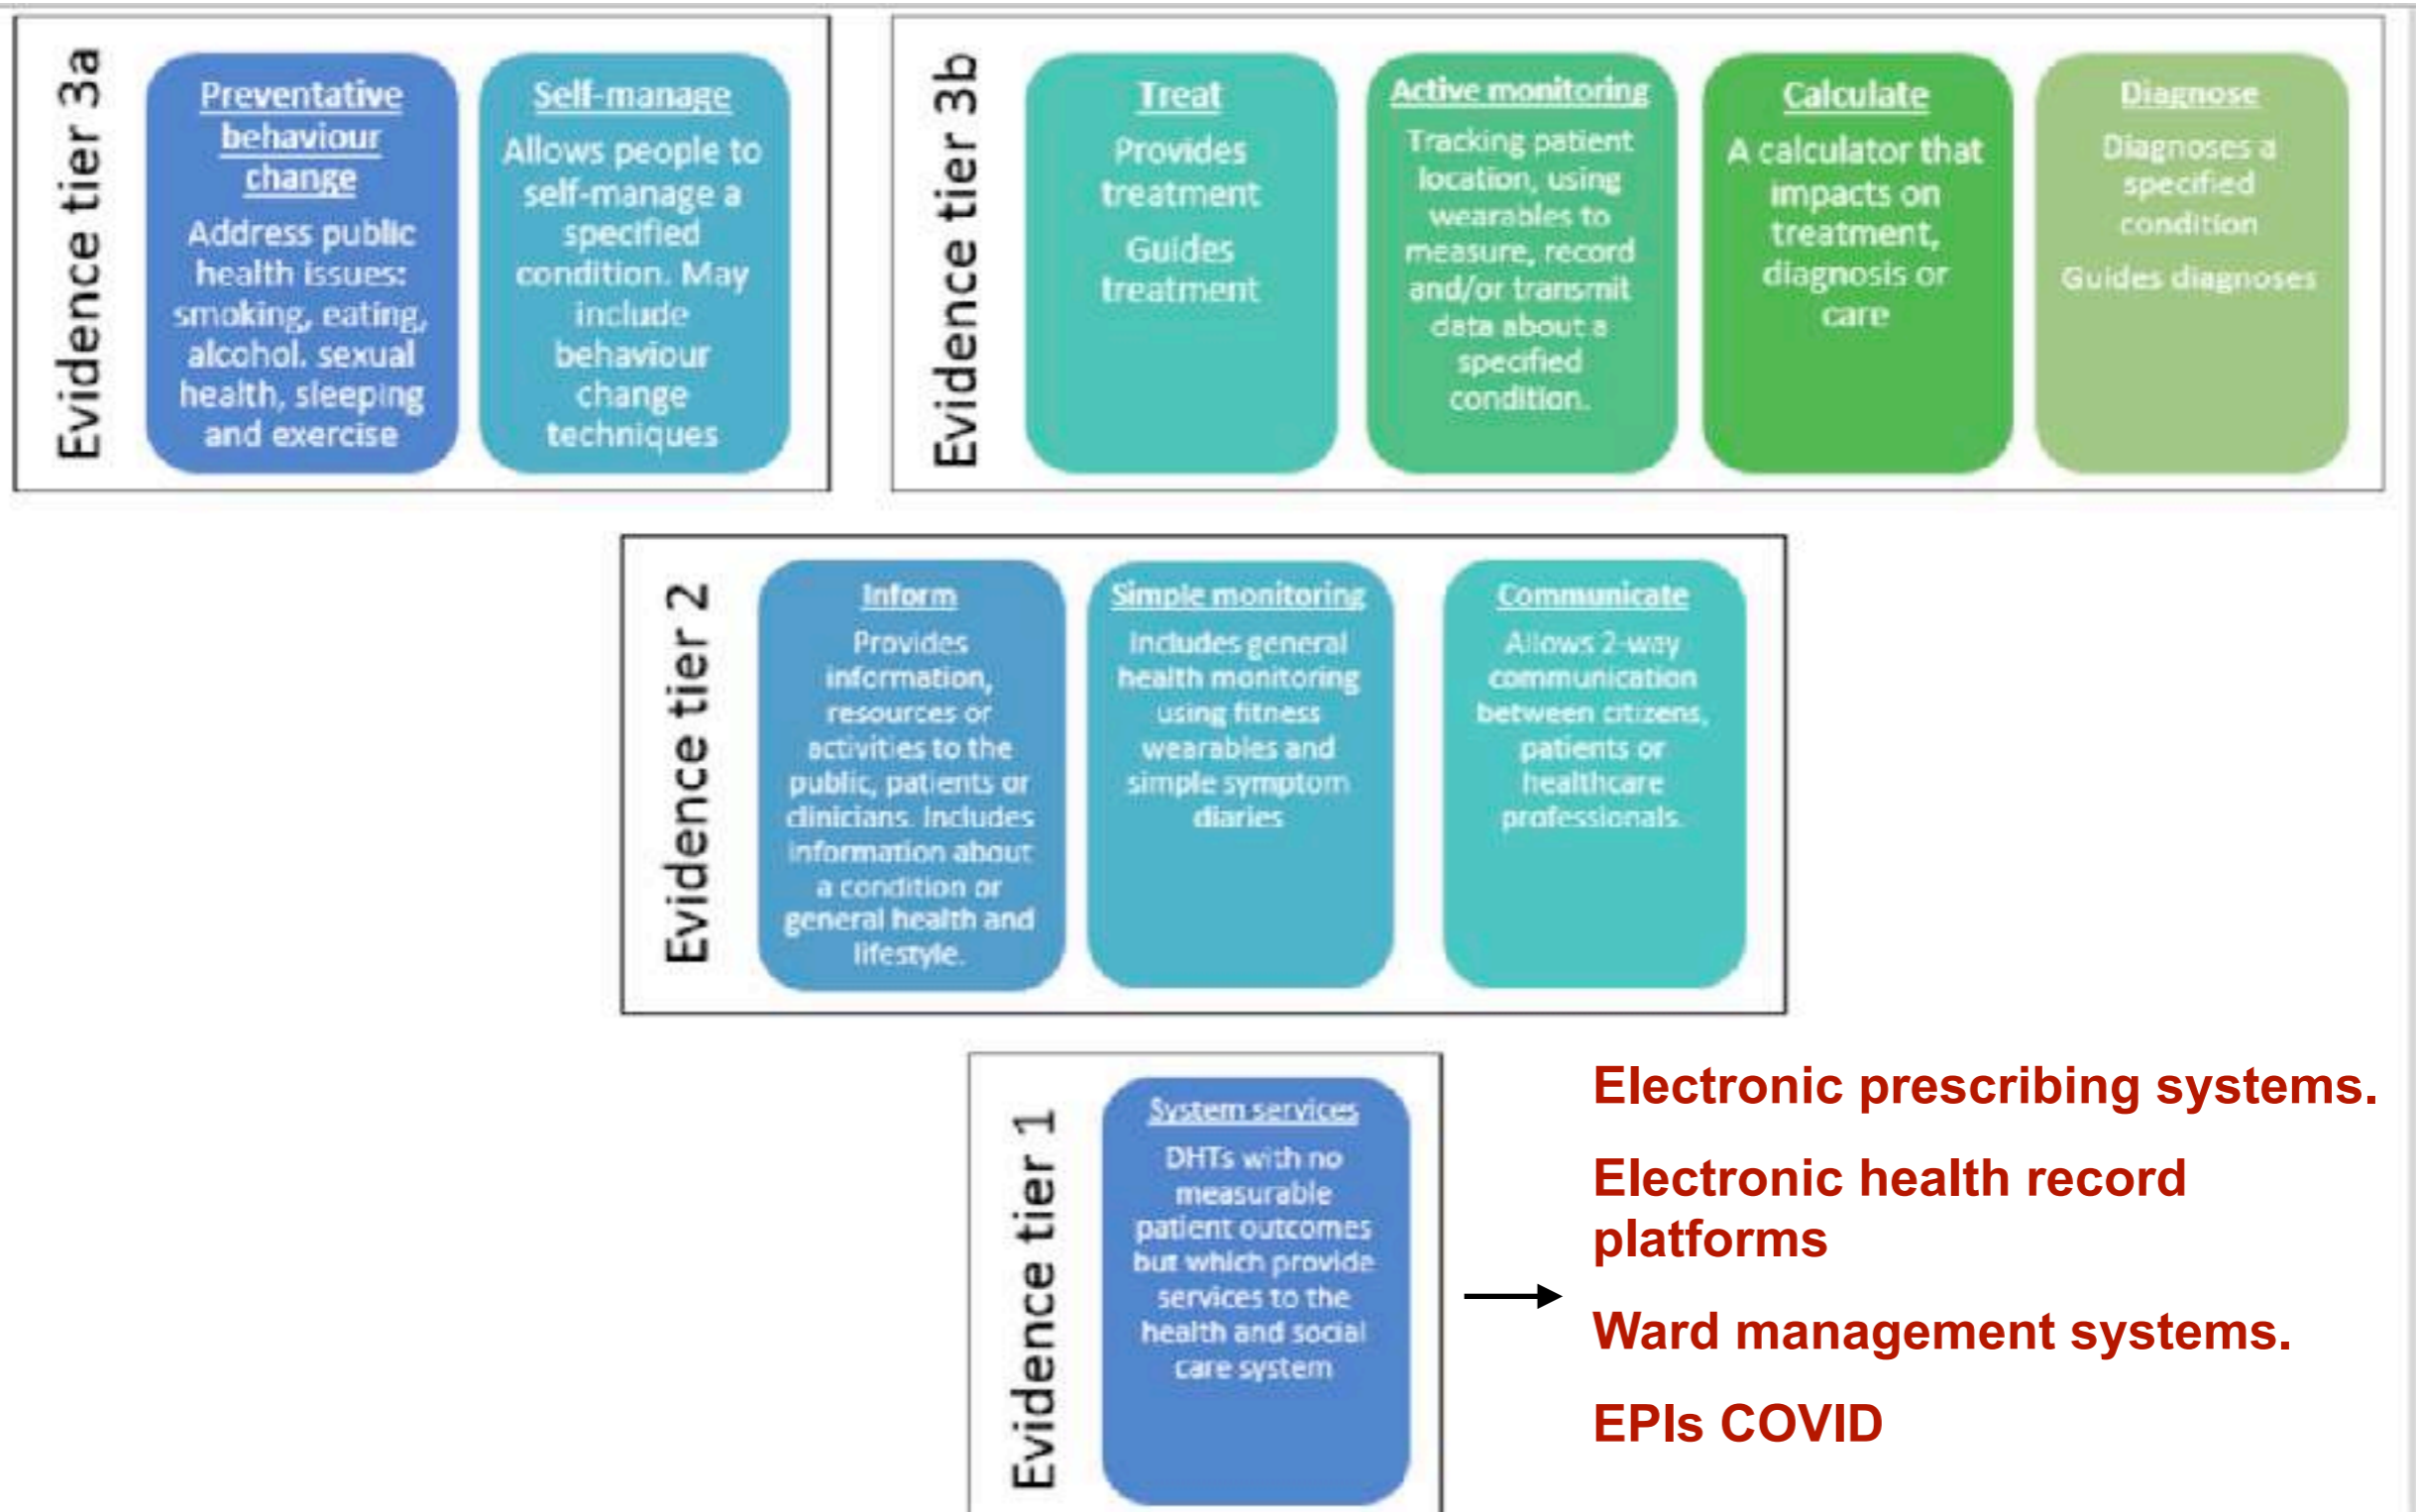 Evidence tier 3a
Preventative
behaviour
change
Address public
health issues:
smoking, eating,
alcohol. sexual
health, sleeping
and exercise
Self-manage
Allows people to
self-manage a
specified
condition. May
include
behaviour
change
techniques
Evidence tier 3b
Treat
Provides
treatment
Guides
treatment
Active monitoring
Tracking patient
location, using
wearables to
measure, record
and/or transmit
data about a
specified
condition.
Calculate
A calculator that
impacts on
treatment,
diagnosis or
care
Diagnose
Diagnoses a
specified
condition
Guides diagnoses
Evidence tier 2
Inform
Provides
information,
resources or
activities to the
public, patients or
clinicians. Includes
information about
a condition or
general health and
lifestyle.
Simple monitoring
Includes general
health monitoring
using fitness
wearables and
simple symptom
diaries
Communicate
Allows 2-way
communication
between citizens,
patients or
healthcare
professionals.
Evidence tier 1
System services
DHTs with no
measurable
patient outcomes
but which provide
services to the
health and social
care system
Electronic prescribing systems.
Electronic health record
platforms
Ward management systems.
EPIs COVID